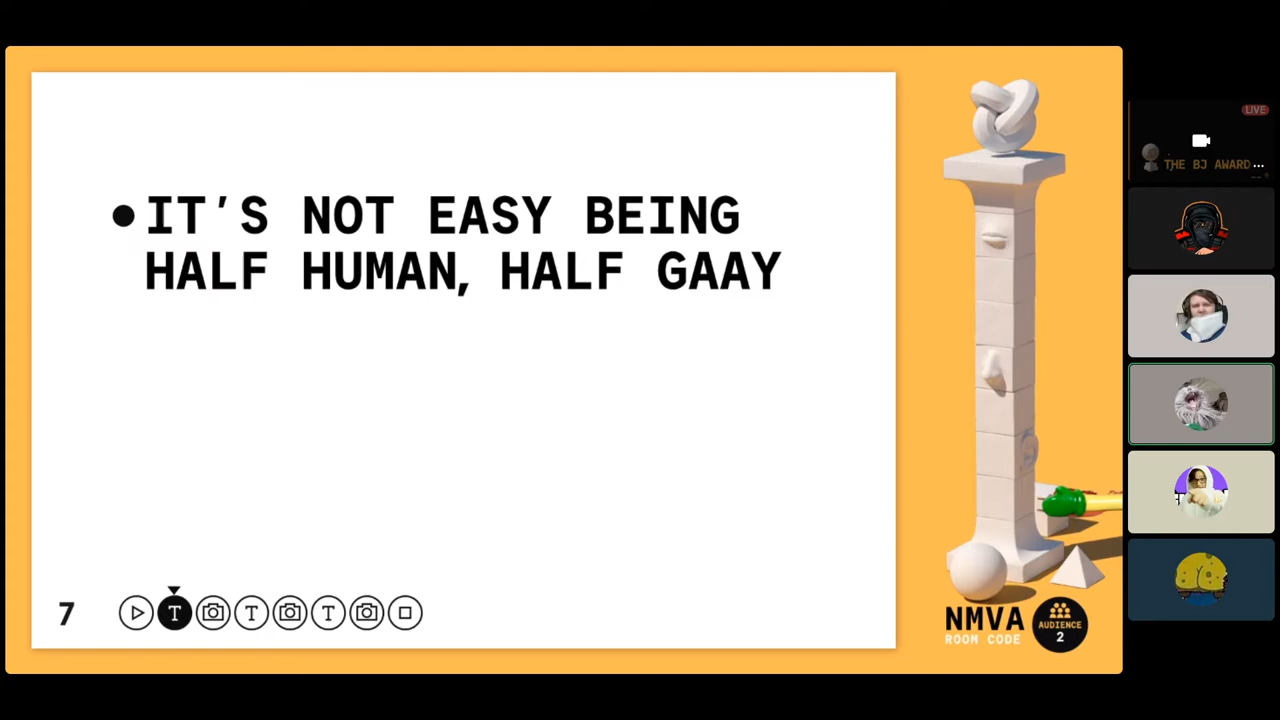 LIVE
THE BJ AWARD...
● IT'S NOT EASY BEING
HALF HUMAN, HALF GAAY
7
T
T
T
NMVA
ROOM CODE
AUDIENCE
2